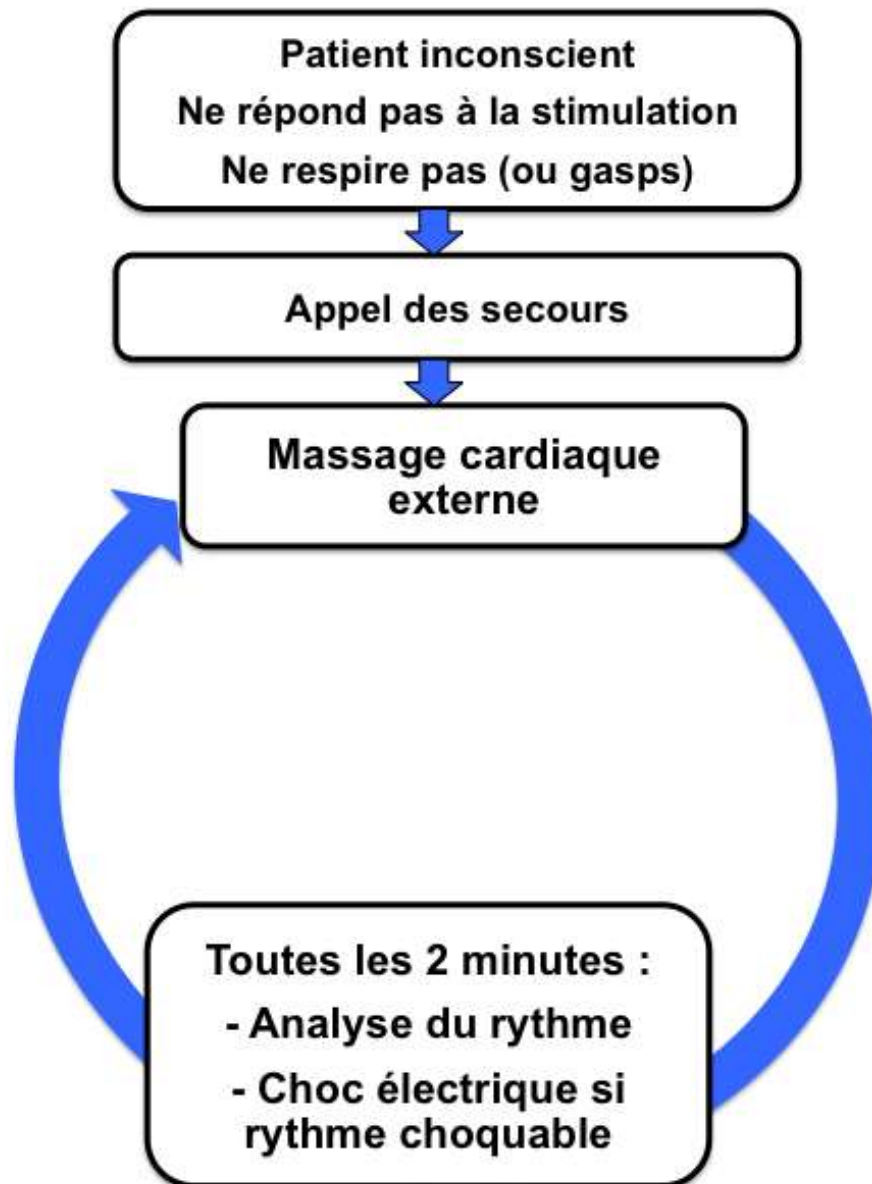 Patient inconscient
Ne répond pas à la stimulation
Ne respire pas (ou gasps)
Appel des secours
Massage cardiaque
externe
Toutes les 2 minutes :
- Analyse du rythme
- Choc électrique si
rythme choquable